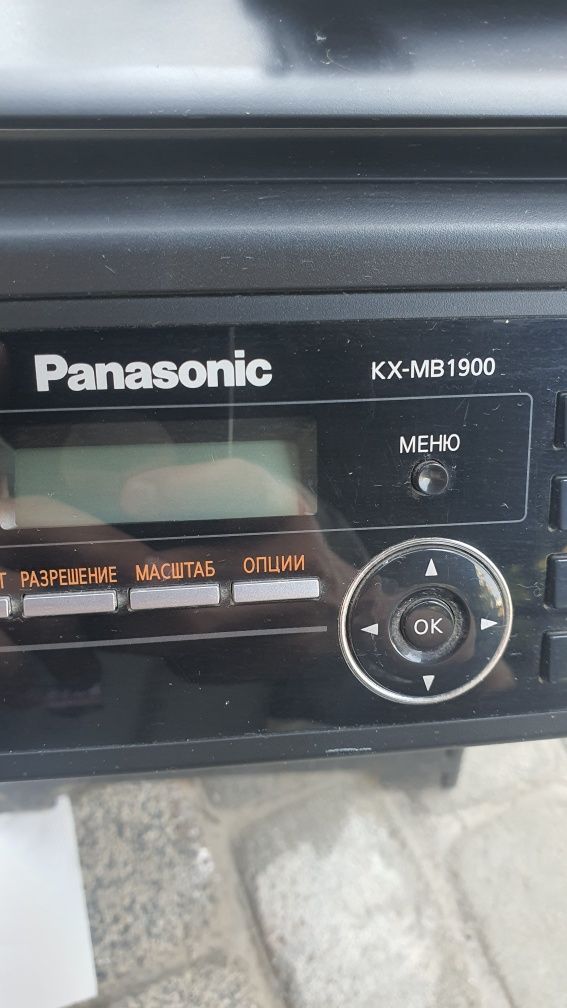 Panasonic
KX-MB1900
МЕНЮ
Т РАЗРЕШЕНИЕ МАСШТАБ ОПЦИИ
OK